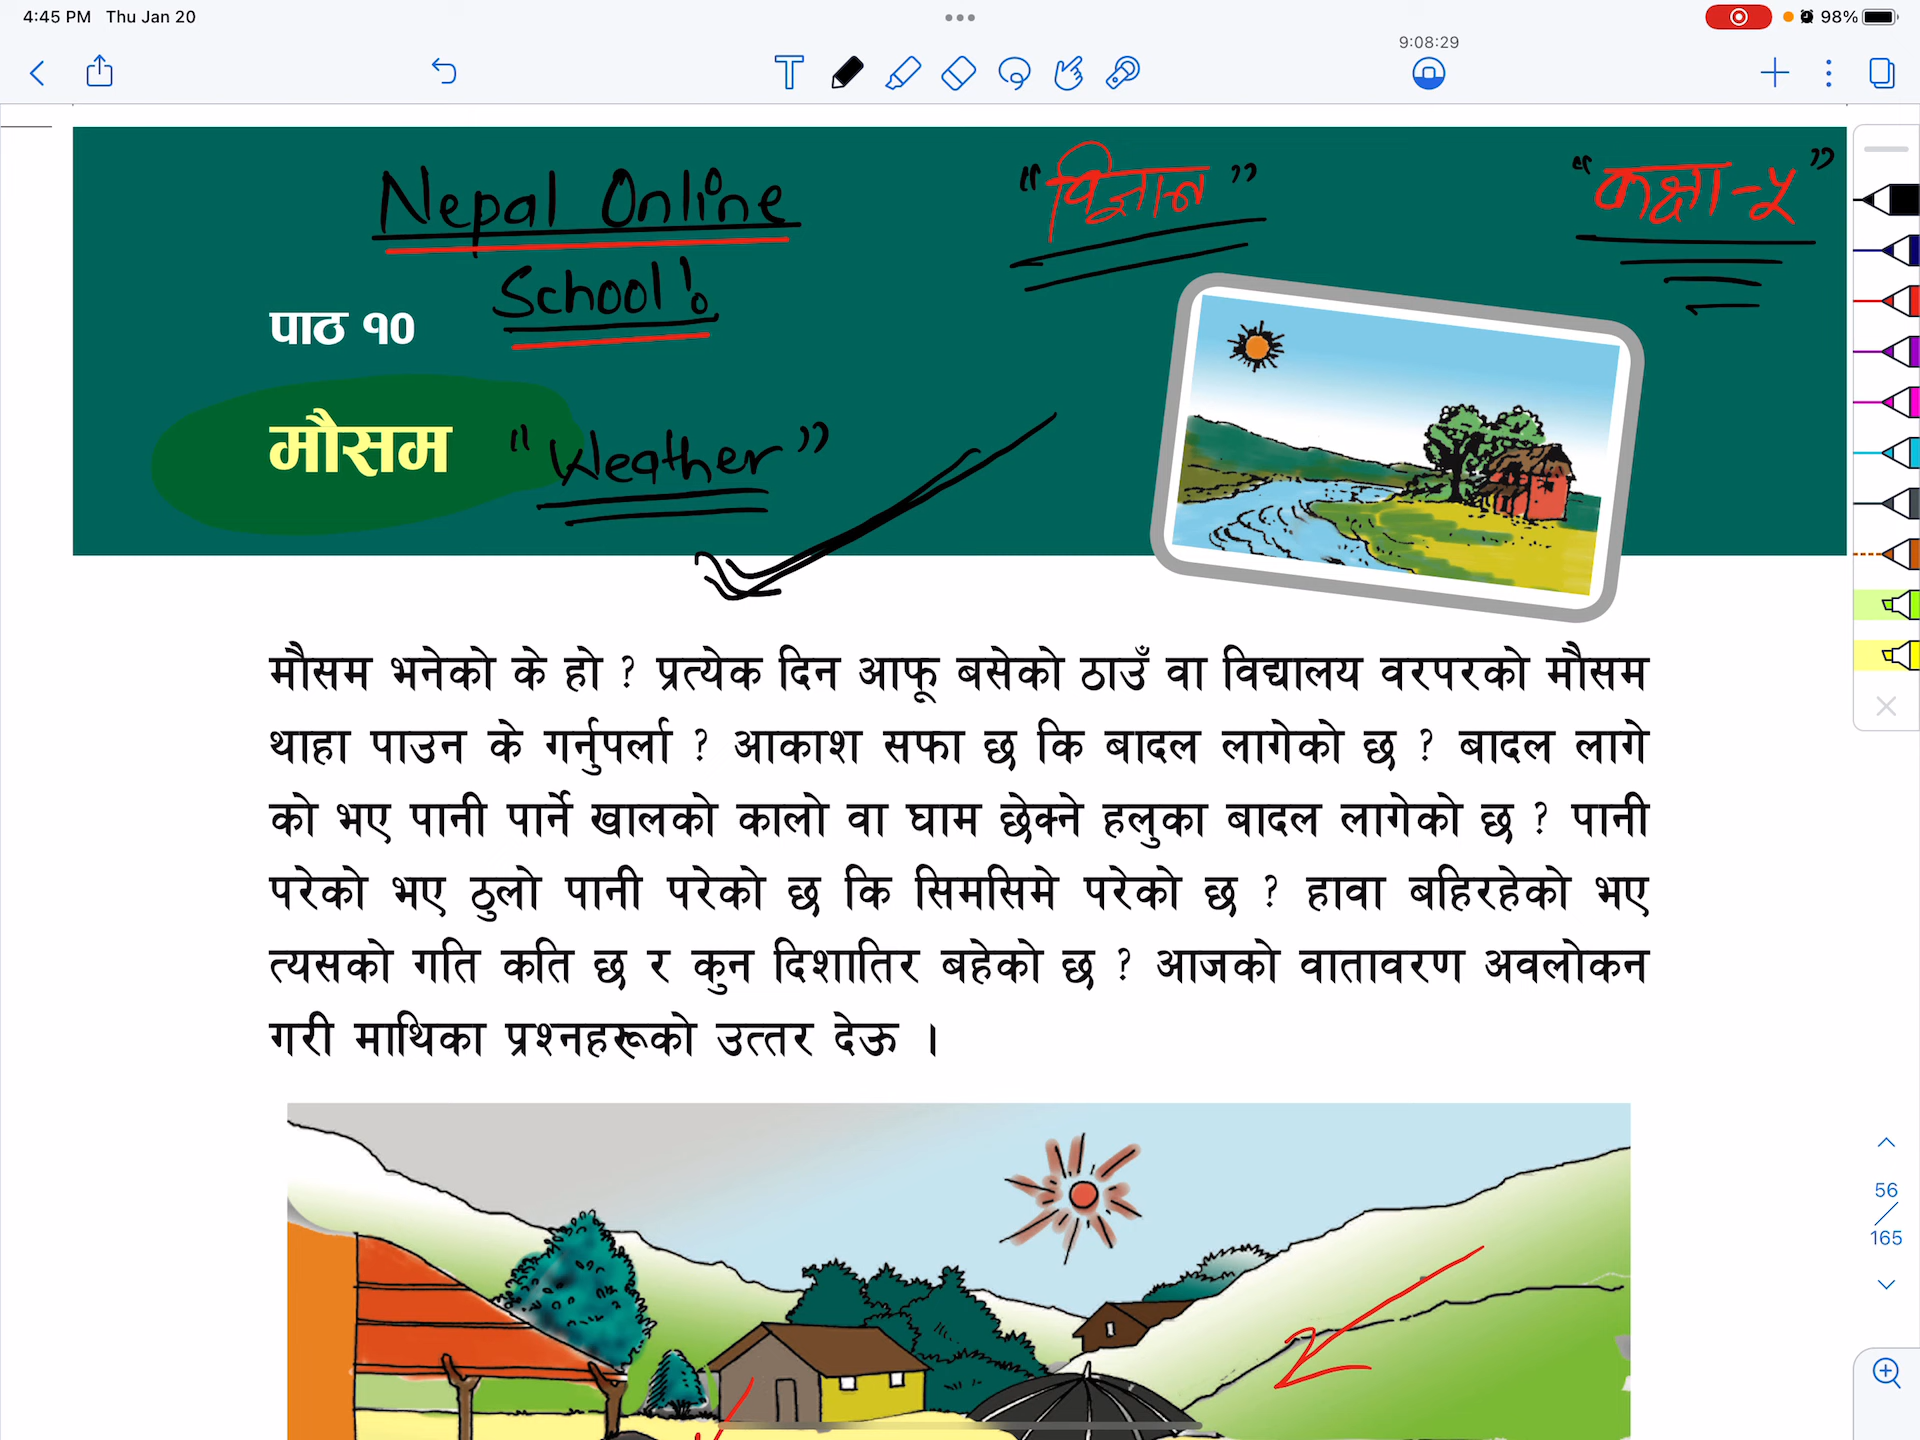 4:45 PM Thu Jan 20
98%
9:08:29
Nepal Online
School!
"विज्ञान"
"कक्षा-५"
पाठ १०
मौसम
"Weather"
मौसम भनेको के हो ? प्रत्येक दिन आफू बसेको ठाउँ वा विद्यालय वरपरको मौसम
थाहा पाउन के गर्नुपर्ला ? आकाश सफा छ कि बादल लागेको छ ? बादल लागे
को भए पानी पार्ने खालको कालो वा घाम छेक्ने हलुका बादल लागेको छ ? पानी
परेको भए ठुलो पानी परेको छ कि सिमसिमे परेको छ ? हावा बहिरहेको भए
त्यसको गति कति छ र कुन दिशातिर बहेको छ ? आजको वातावरण अवलोकन
गरी माथिका प्रश्नहरूको उत्तर देऊ ।
56
/
165